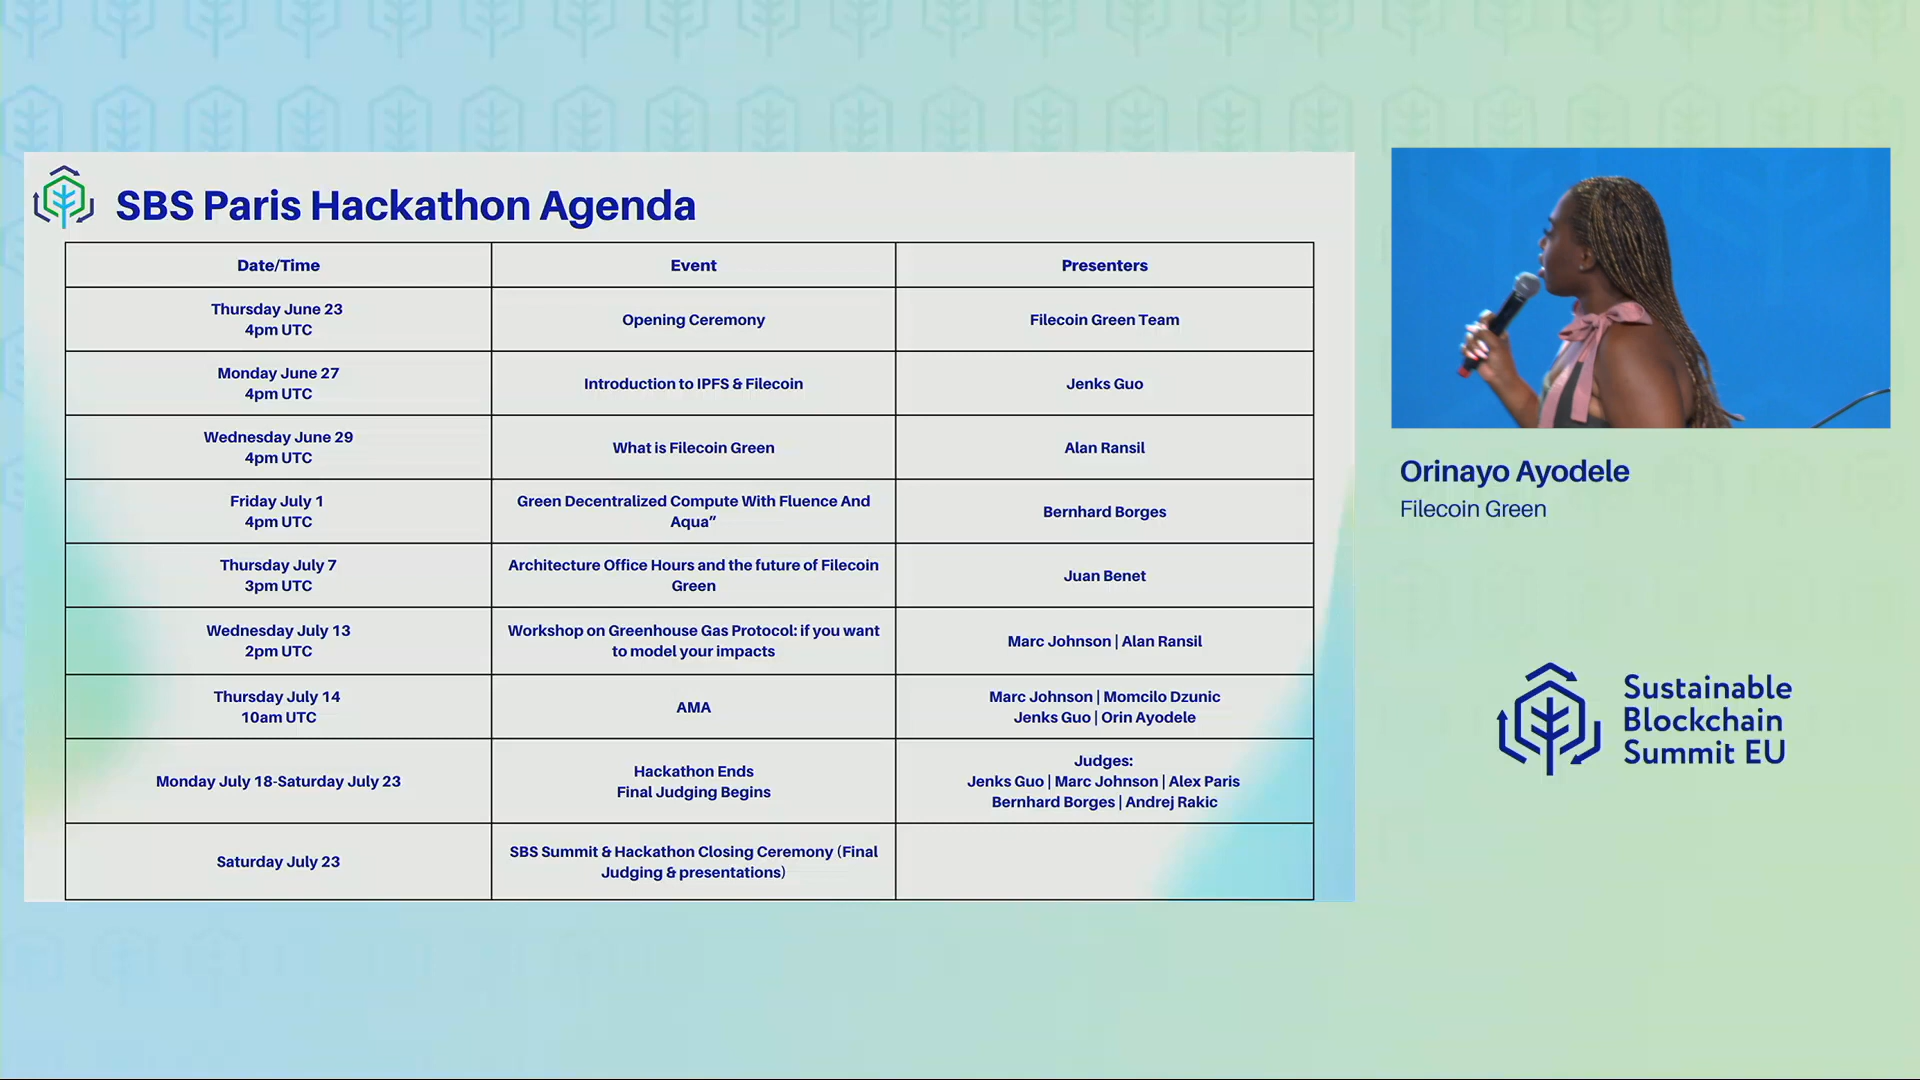 SBS Paris Hackathon Agenda
Date/Time
Event
Presenters
Thursday June 23
4pm UTC
Opening Ceremony
Filecoin Green Team
Monday June 27
4pm UTC
Introduction to IPFS & Filecoin
Jenks Guo
Wednesday June 29
4pm UTC
What is Filecoin Green
Alan Ransil
Friday July 1
4pm UTC
Green Decentralized Compute With Fluence And
Aqua”
Bernhard Borges
Thursday July 7
3pm UTC
Architecture Office Hours and the future of Filecoin
Green
Juan Benet
Wednesday July 13
2pm UTC
Workshop on Greenhouse Gas Protocol: if you want
to model your impacts
Marc Johnson | Alan Ransil
Thursday July 14
10am UTC
AMA
Marc Johnson | Momcilo Dzunic
Jenks Guo | Orin Ayodele
Monday July 18-Saturday July 23
Hackathon Ends
Final Judging Begins
Judges:
Jenks Guo | Marc Johnson | Alex Paris
Bernhard Borges | Andrej Rakic
Saturday July 23
SBS Summit & Hackathon Closing Ceremony (Final
Judging & presentations)
Orinayo Ayodele
Filecoin Green
Sustainable
Blockchain
Summit EU